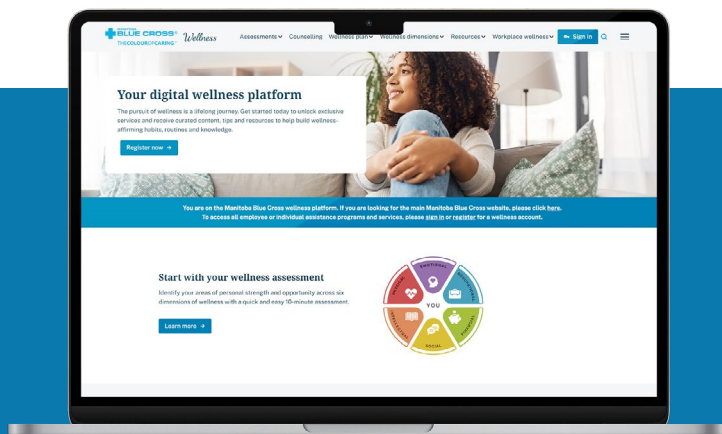 MANITOBA
BLUE CROSS®
THECOLOUROFCARING™
Wellness
Assessments Counselling Wellness plan Wellness dimensions Resources Workplace wellness Sign in
Your digital wellness platform
The pursuit of wellness is a lifelong journey. Get started today to unlock exclusive
services and receive curated content, tips and resources to help build wellness-
affirming habits, routines and knowledge.
Register now →
You are on the Manitoba Blue Cross wellness platform. If you are looking for the main Manitoba Blue Cross website, please click here.
To access all employee or individual assistance programs and services, please sign in or register for a wellness account.
Start with your wellness assessment
Identify your areas of personal strength and opportunity across six
dimensions of wellness with a quick and easy 10-minute assessment.
Learn more →
EMOTIONAL
PHYSICAL
OCCUPATIONAL
YOU
INTELLECTUAL
FINANCIAL
SOCIAL